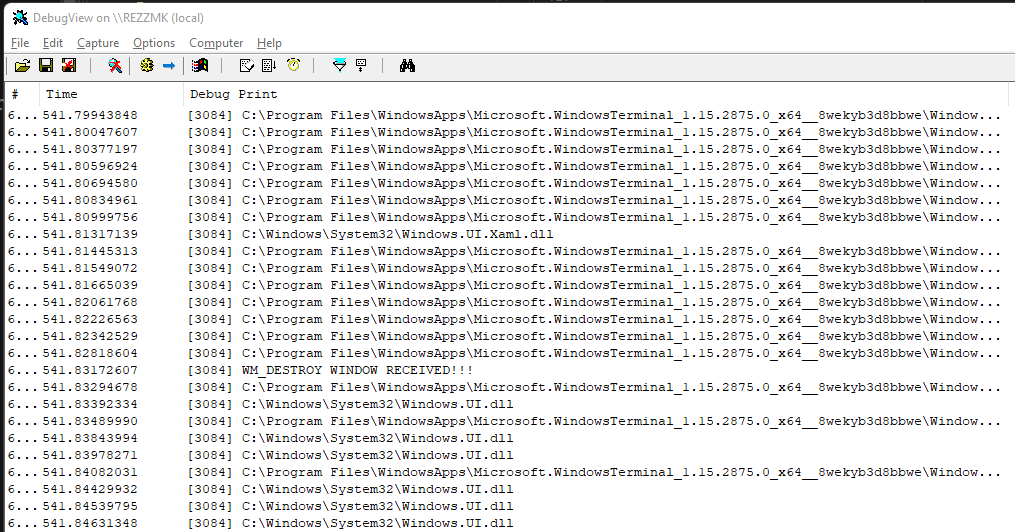 DebugView on \\REZZMK (local)
File Edit Capture Options Computer Help
# Time Debug Print
6... 541.79943848 [3084] C:\Program Files\WindowsApps\Microsoft.WindowsTerminal_1.15.2875.0_x64__8wekyb3d8bbwe\Window...
6... 541.80047607 [3084] C:\Program Files\WindowsApps\Microsoft.WindowsTerminal_1.15.2875.0_x64__8wekyb3d8bbwe\Window...
6... 541.80377197 [3084] C:\Program Files\WindowsApps\Microsoft.WindowsTerminal_1.15.2875.0_x64__8wekyb3d8bbwe\Window...
6... 541.80596924 [3084] C:\Program Files\WindowsApps\Microsoft.WindowsTerminal_1.15.2875.0_x64__8wekyb3d8bbwe\Window...
6... 541.80694580 [3084] C:\Program Files\WindowsApps\Microsoft.WindowsTerminal_1.15.2875.0_x64__8wekyb3d8bbwe\Window...
6... 541.80834961 [3084] C:\Program Files\WindowsApps\Microsoft.WindowsTerminal_1.15.2875.0_x64__8wekyb3d8bbwe\Window...
6... 541.80999756 [3084] C:\Program Files\WindowsApps\Microsoft.WindowsTerminal_1.15.2875.0_x64__8wekyb3d8bbwe\Window...
6... 541.81317139 [3084] C:\Windows\System32\Windows.UI.Xaml.dll
6... 541.81445313 [3084] C:\Program Files\WindowsApps\Microsoft.WindowsTerminal_1.15.2875.0_x64__8wekyb3d8bbwe\Window...
6... 541.81549072 [3084] C:\Program Files\WindowsApps\Microsoft.WindowsTerminal_1.15.2875.0_x64__8wekyb3d8bbwe\Window...
6... 541.81665039 [3084] C:\Program Files\WindowsApps\Microsoft.WindowsTerminal_1.15.2875.0_x64__8wekyb3d8bbwe\Window...
6... 541.82061768 [3084] C:\Program Files\WindowsApps\Microsoft.WindowsTerminal_1.15.2875.0_x64__8wekyb3d8bbwe\Window...
6... 541.82226563 [3084] C:\Program Files\WindowsApps\Microsoft.WindowsTerminal_1.15.2875.0_x64__8wekyb3d8bbwe\Window...
6... 541.82342529 [3084] C:\Program Files\WindowsApps\Microsoft.WindowsTerminal_1.15.2875.0_x64__8wekyb3d8bbwe\Window...
6... 541.82818604 [3084] C:\Program Files\WindowsApps\Microsoft.WindowsTerminal_1.15.2875.0_x64__8wekyb3d8bbwe\Window...
6... 541.83172607 [3084] WM_DESTROY WINDOW RECEIVED!!!
6... 541.83294678 [3084] C:\Program Files\WindowsApps\Microsoft.WindowsTerminal_1.15.2875.0_x64__8wekyb3d8bbwe\Window...
6... 541.83392334 [3084] C:\Windows\System32\Windows.UI.dll
6... 541.83489990 [3084] C:\Program Files\WindowsApps\Microsoft.WindowsTerminal_1.15.2875.0_x64__8wekyb3d8bbwe\Window...
6... 541.83843994 [3084] C:\Windows\System32\Windows.UI.dll
6... 541.83978271 [3084] C:\Windows\System32\Windows.UI.dll
6... 541.84082031 [3084] C:\Program Files\WindowsApps\Microsoft.WindowsTerminal_1.15.2875.0_x64__8wekyb3d8bbwe\Window...
6... 541.84429932 [3084] C:\Windows\System32\Windows.UI.dll
6... 541.84539795 [3084] C:\Windows\System32\Windows.UI.dll
6... 541.84631348 [3084] C:\Windows\System32\Windows.UI.dll